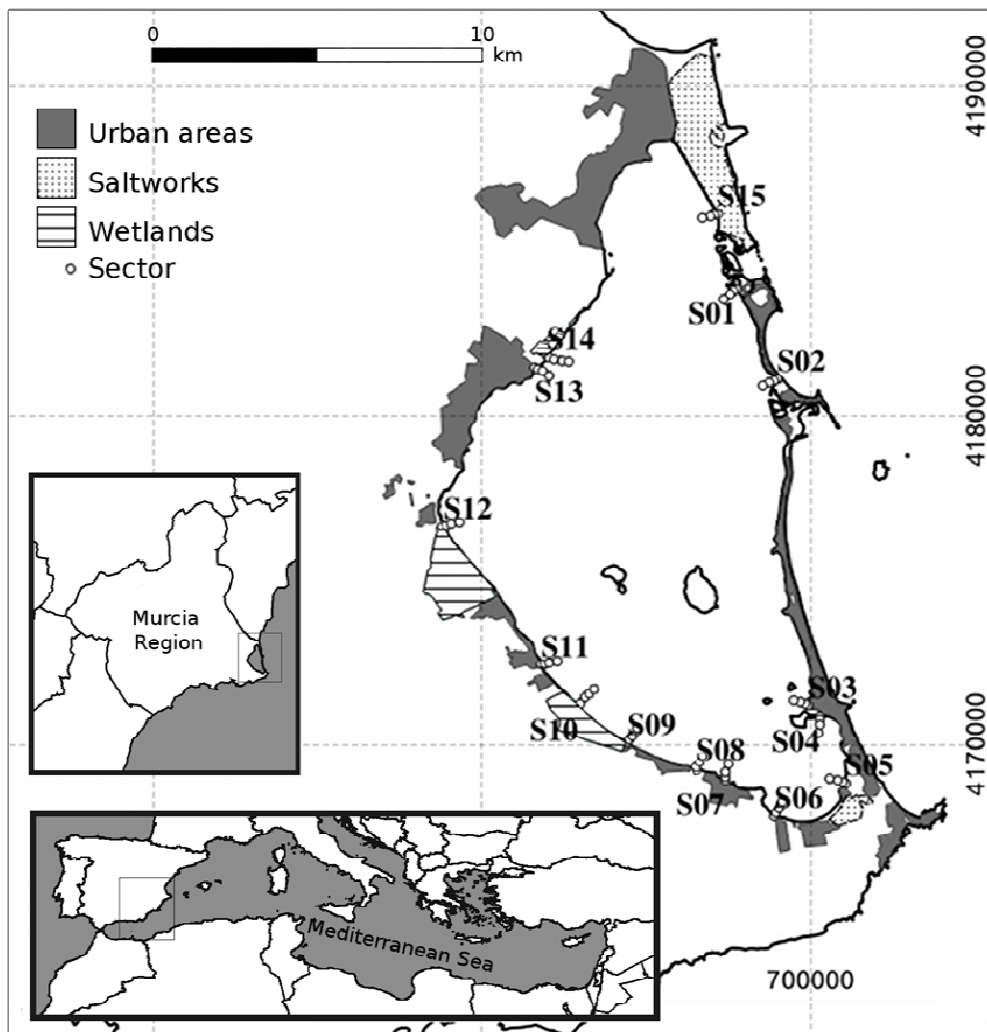 0
10
km
4190000
Urban areas
Saltworks
S15
Wetlands
Sector
S01
S14
S02
S13
4180000
S12
Murcia
Region
S11
S03
S10
S09
S04
S08
S05
4170000
S07
S06
Mediterranean Sea
700000